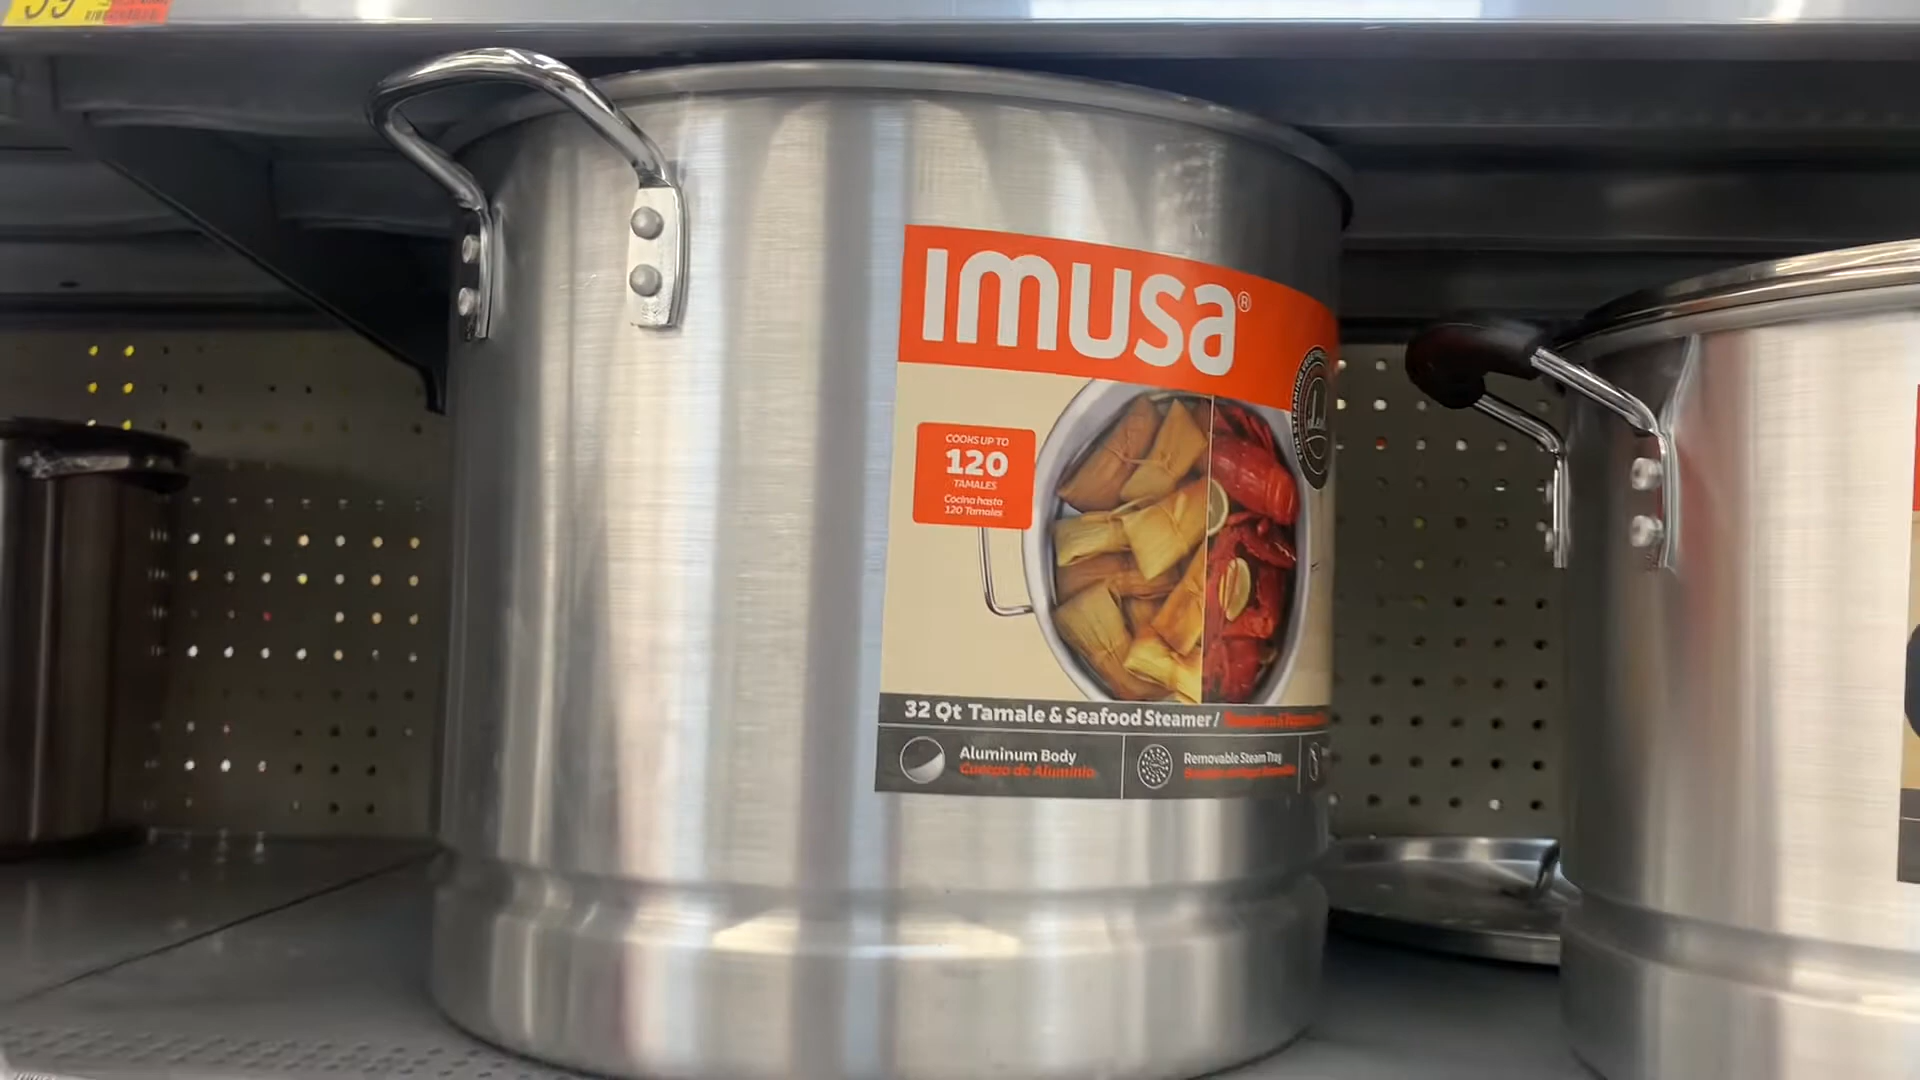 IMUSA®
COOKS UP TO
120
TAMALES
Cocina hasta
120 Tamales
32 Qt Tamale & Seafood Steamer /
Aluminum Body
Cuerpo de Aluminio
Removable Steam Tray